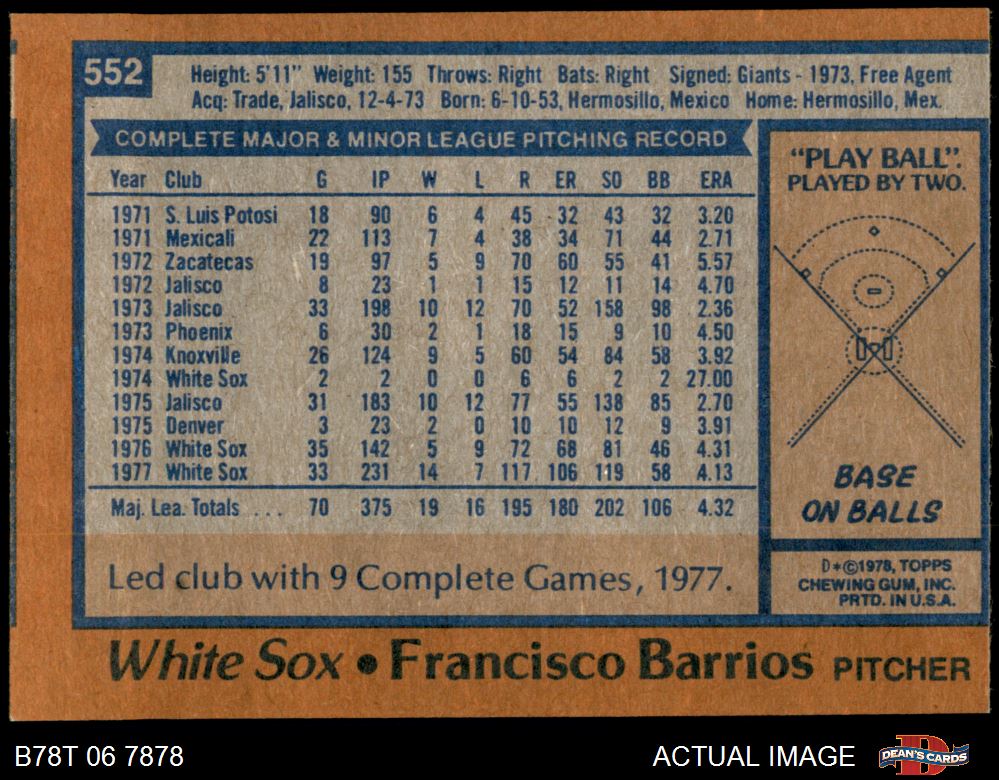 552
Height: 5'11" Weight: 155 Throws: Right Bats: Right Signed: Giants - 1973, Free Agent
Acq: Trade, Jalisco, 12-4-73 Born: 6-10-53, Hermosillo, Mexico Home: Hermosillo, Mex.
COMPLETE MAJOR & MINOR LEAGUE PITCHING RECORD
Year Club G IP W L R ER SO BB ERA
1971 S. Luis Potosi 18 90 6 4 45 32 43 32 3.20
1971 Mexicali 22 113 7 4 38 34 71 44 2.71
1972 Zacatecas 19 97 5 9 70 60 55 41 5.57
1972 Jalisco 8 23 1 1 15 12 11 14 4.70
1973 Jalisco 33 198 10 12 70 52 158 98 2.36
1973 Phoenix 6 30 2 1 18 15 9 10 4.50
1974 Knoxville 26 124 9 5 60 54 84 58 3.92
1974 White Sox 2 2 0 0 6 6 2 2 27.00
1975 Jalisco 31 183 10 12 77 55 138 85 2.70
1975 Denver 3 23 2 0 10 10 12 9 3.91
1976 White Sox 35 142 5 9 72 68 81 46 4.31
1977 White Sox 33 231 14 7 117 106 119 58 4.13
Maj. Lea. Totals . . . 70 375 19 16 195 180 202 106 4.32
Led club with 9 Complete Games, 1977.
"PLAY BALL".
PLAYED BY TWO.
BASE
ON BALLS
D*©1978, TOPPS
CHEWING GUM, INC.
PRTD. IN U.S.A.
White Sox • Francisco Barrios PITCHER
B78T 06 7878
ACTUAL IMAGE
DEAN'S CARDS